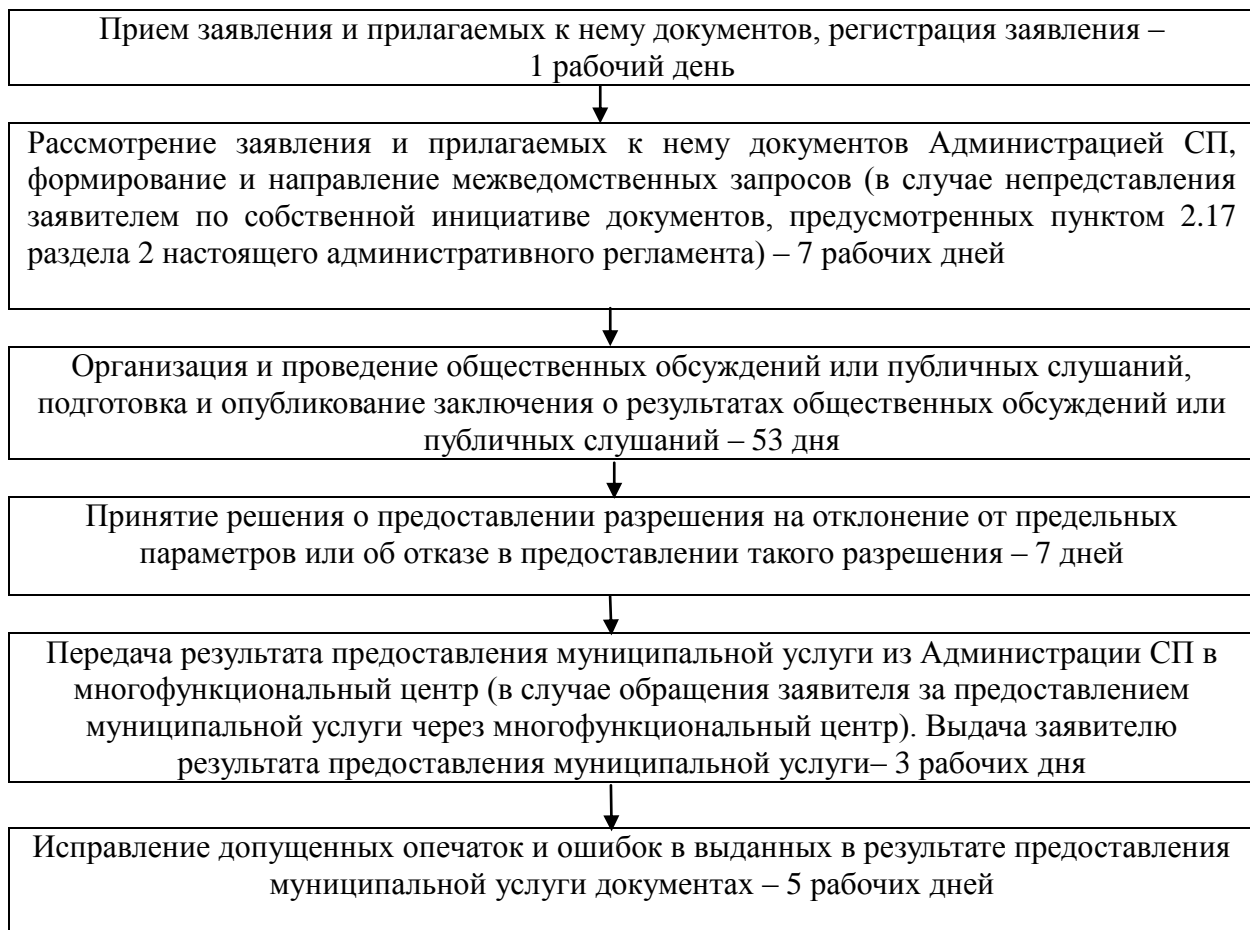 Прием заявления и прилагаемых к нему документов, регистрация заявления –
1 рабочий день
Рассмотрение заявления и прилагаемых к нему документов Администрацией СП,
формирование и направление межведомственных запросов (в случае непредставления
заявителем по собственной инициативе документов, предусмотренных пунктом 2.17
раздела 2 настоящего административного регламента) – 7 рабочих дней
Организация и проведение общественных обсуждений или публичных слушаний,
подготовка и опубликование заключения о результатах общественных обсуждений или
публичных слушаний – 53 дня
Принятие решения о предоставлении разрешения на отклонение от предельных
параметров или об отказе в предоставлении такого разрешения – 7 дней
Передача результата предоставления муниципальной услуги из Администрации СП в
многофункциональный центр (в случае обращения заявителя за предоставлением
муниципальной услуги через многофункциональный центр). Выдача заявителю
результата предоставления муниципальной услуги– 3 рабочих дня
Исправление допущенных опечаток и ошибок в выданных в результате предоставления
муниципальной услуги документах – 5 рабочих дней